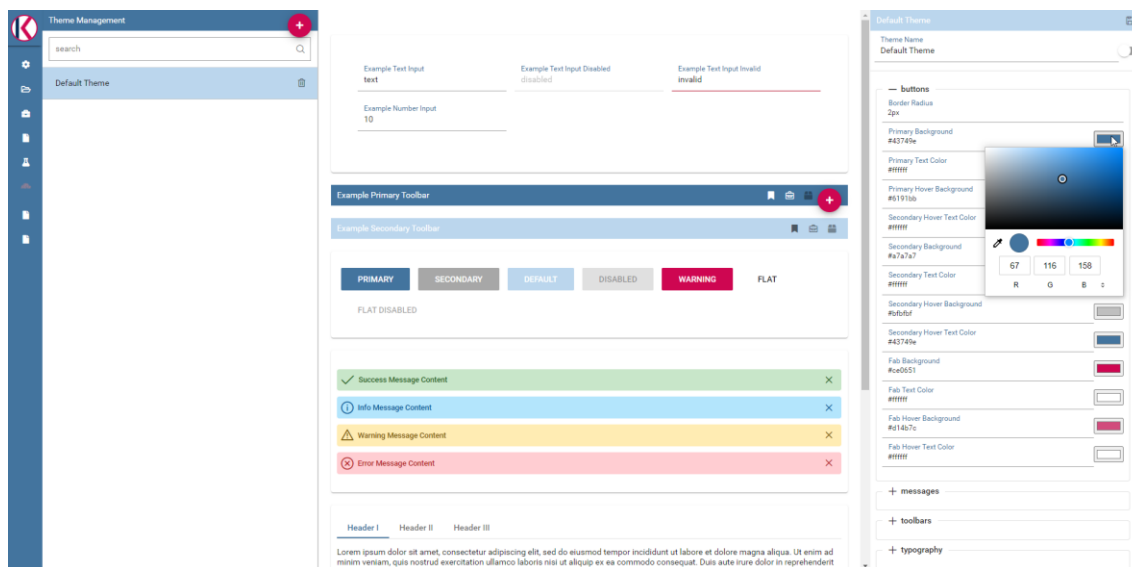 Theme Management
+
search
Default Theme
Example Text Input
text
Example Text Input Disabled
disabled
Example Text Input Invalid
invalid
Example Number Input
10
Example Primary Toolbar
+
Example Secondary Toolbar
PRIMARY
SECONDARY
DEFAULT
DISABLED
WARNING
FLAT
FLAT DISABLED
Success Message Content
Info Message Content
Warning Message Content
Error Message Content
Header I
Header II
Header III
Lorem ipsum dolor sit amet, consectetur adipiscing elit, sed do eiusmod tempor incididunt ut labore et dolore magna aliqua. Ut enim ad
minim veniam, quis nostrud exercitation ullamco laboris nisi ut aliquip ex ea commodo consequat. Duis aute irure dolor in reprehenderit
Default Theme
Theme Name
Default Theme
buttons
Border Radius
2px
Primary Background
#43749e
Primary Text Color
#ffffff
Primary Hover Background
#6191bb
Secondary Hover Text Color
#ffffff
Secondary Background
#a7a7a7
Secondary Text Color
#ffffff
67 116 158
R G B
Secondary Hover Background
#bfbfbf
Secondary Hover Text Color
#43749e
Fab Background
#ce0651
Fab Text Color
#ffffff
Fab Hover Background
#d14b7c
Fab Hover Text Color
#ffffff
+ messages
+ toolbars
+ typography